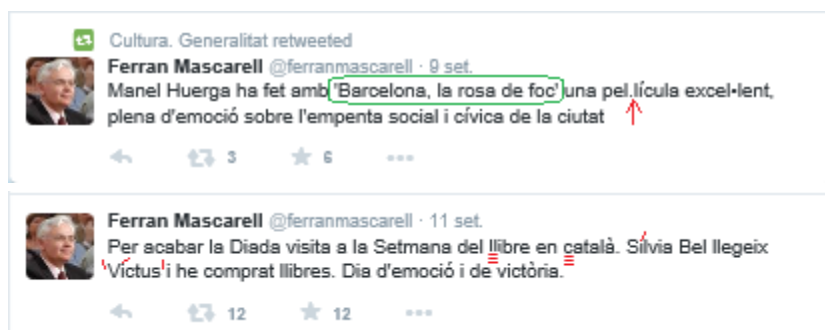 Cultura. Generalitat retweeted
Ferran Mascarell @ferranmascarell · 9 set.
Manel Huerga ha fet amb 'Barcelona, la rosa de foc' una pel.lícula excel•lent,
plena d'emoció sobre l'empenta social i cívica de la ciutat
3 6
Ferran Mascarell @ferranmascarell · 11 set.
Per acabar la Diada visita a la Setmana del llibre en català. Sílvia Bel llegeix
'Víctus' i he comprat llibres. Dia d'emoció i de victòria.
12 12